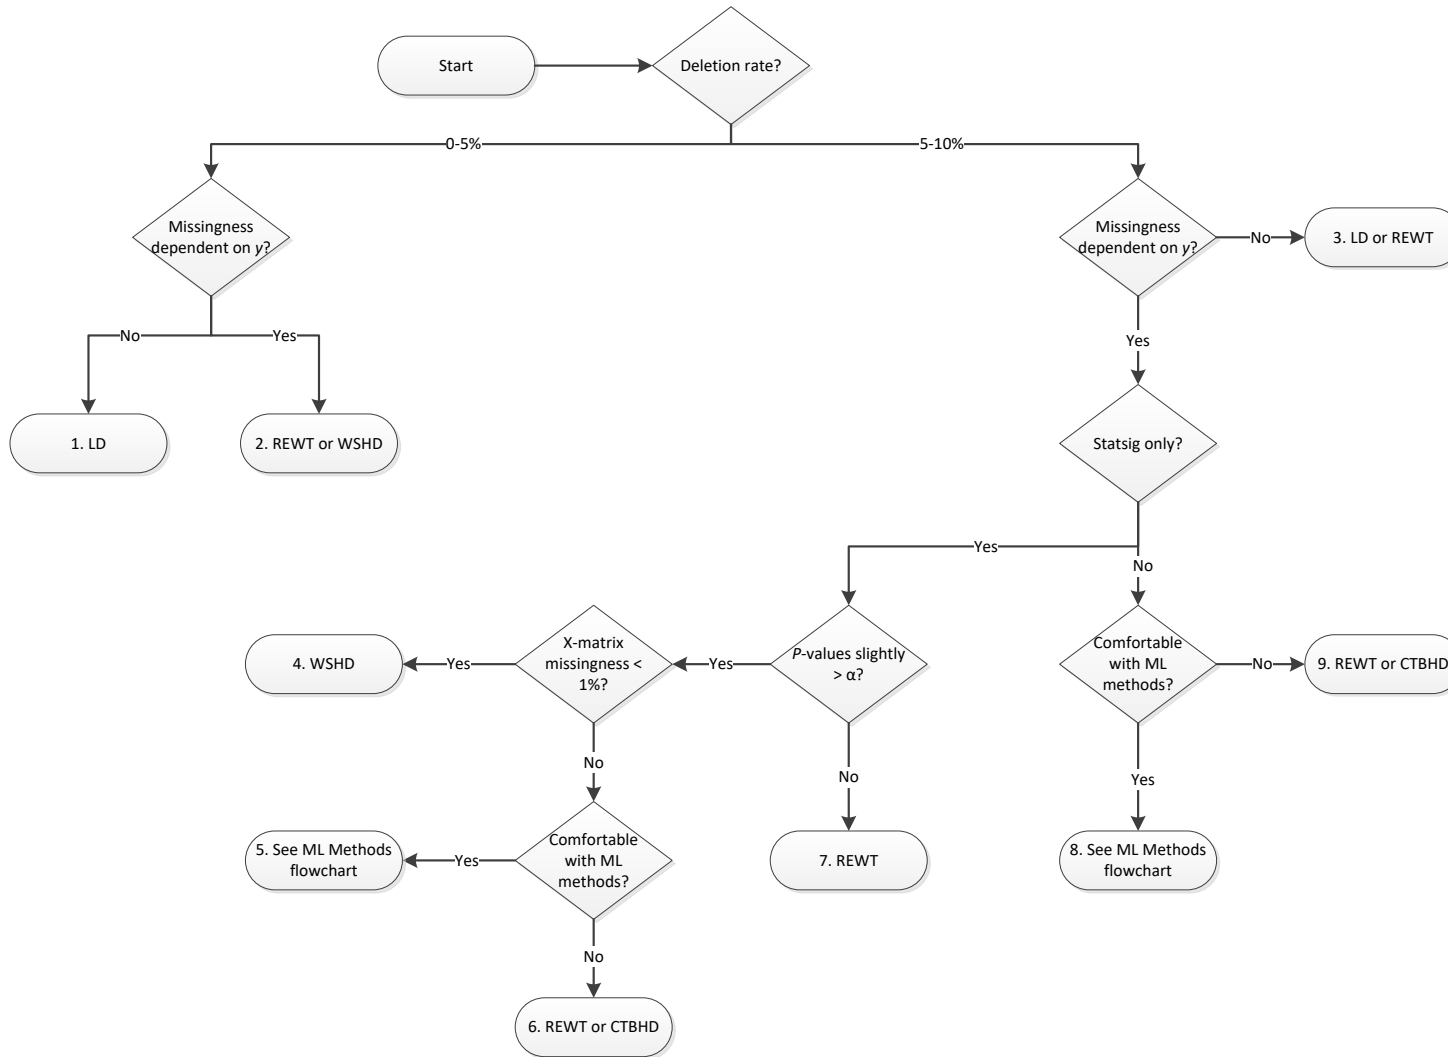 Start
Deletion rate?
0-5%
5-10%
Missingness
dependent on y?
Missingness
dependent on y?
No
3. LD or REWT
No
Yes
Yes
1. LD
2. REWT or WSHD
Statsig only?
Yes
No
4. WSHD
Yes
X-matrix
missingness <
1%?
Yes
P-values slightly
> α?
Comfortable
with ML
methods?
No
9. REWT or CTBHD
No
No
Yes
5. See ML Methods
flowchart
Yes
Comfortable
with ML
methods?
7. REWT
8. See ML Methods
flowchart
No
6. REWT or CTBHD